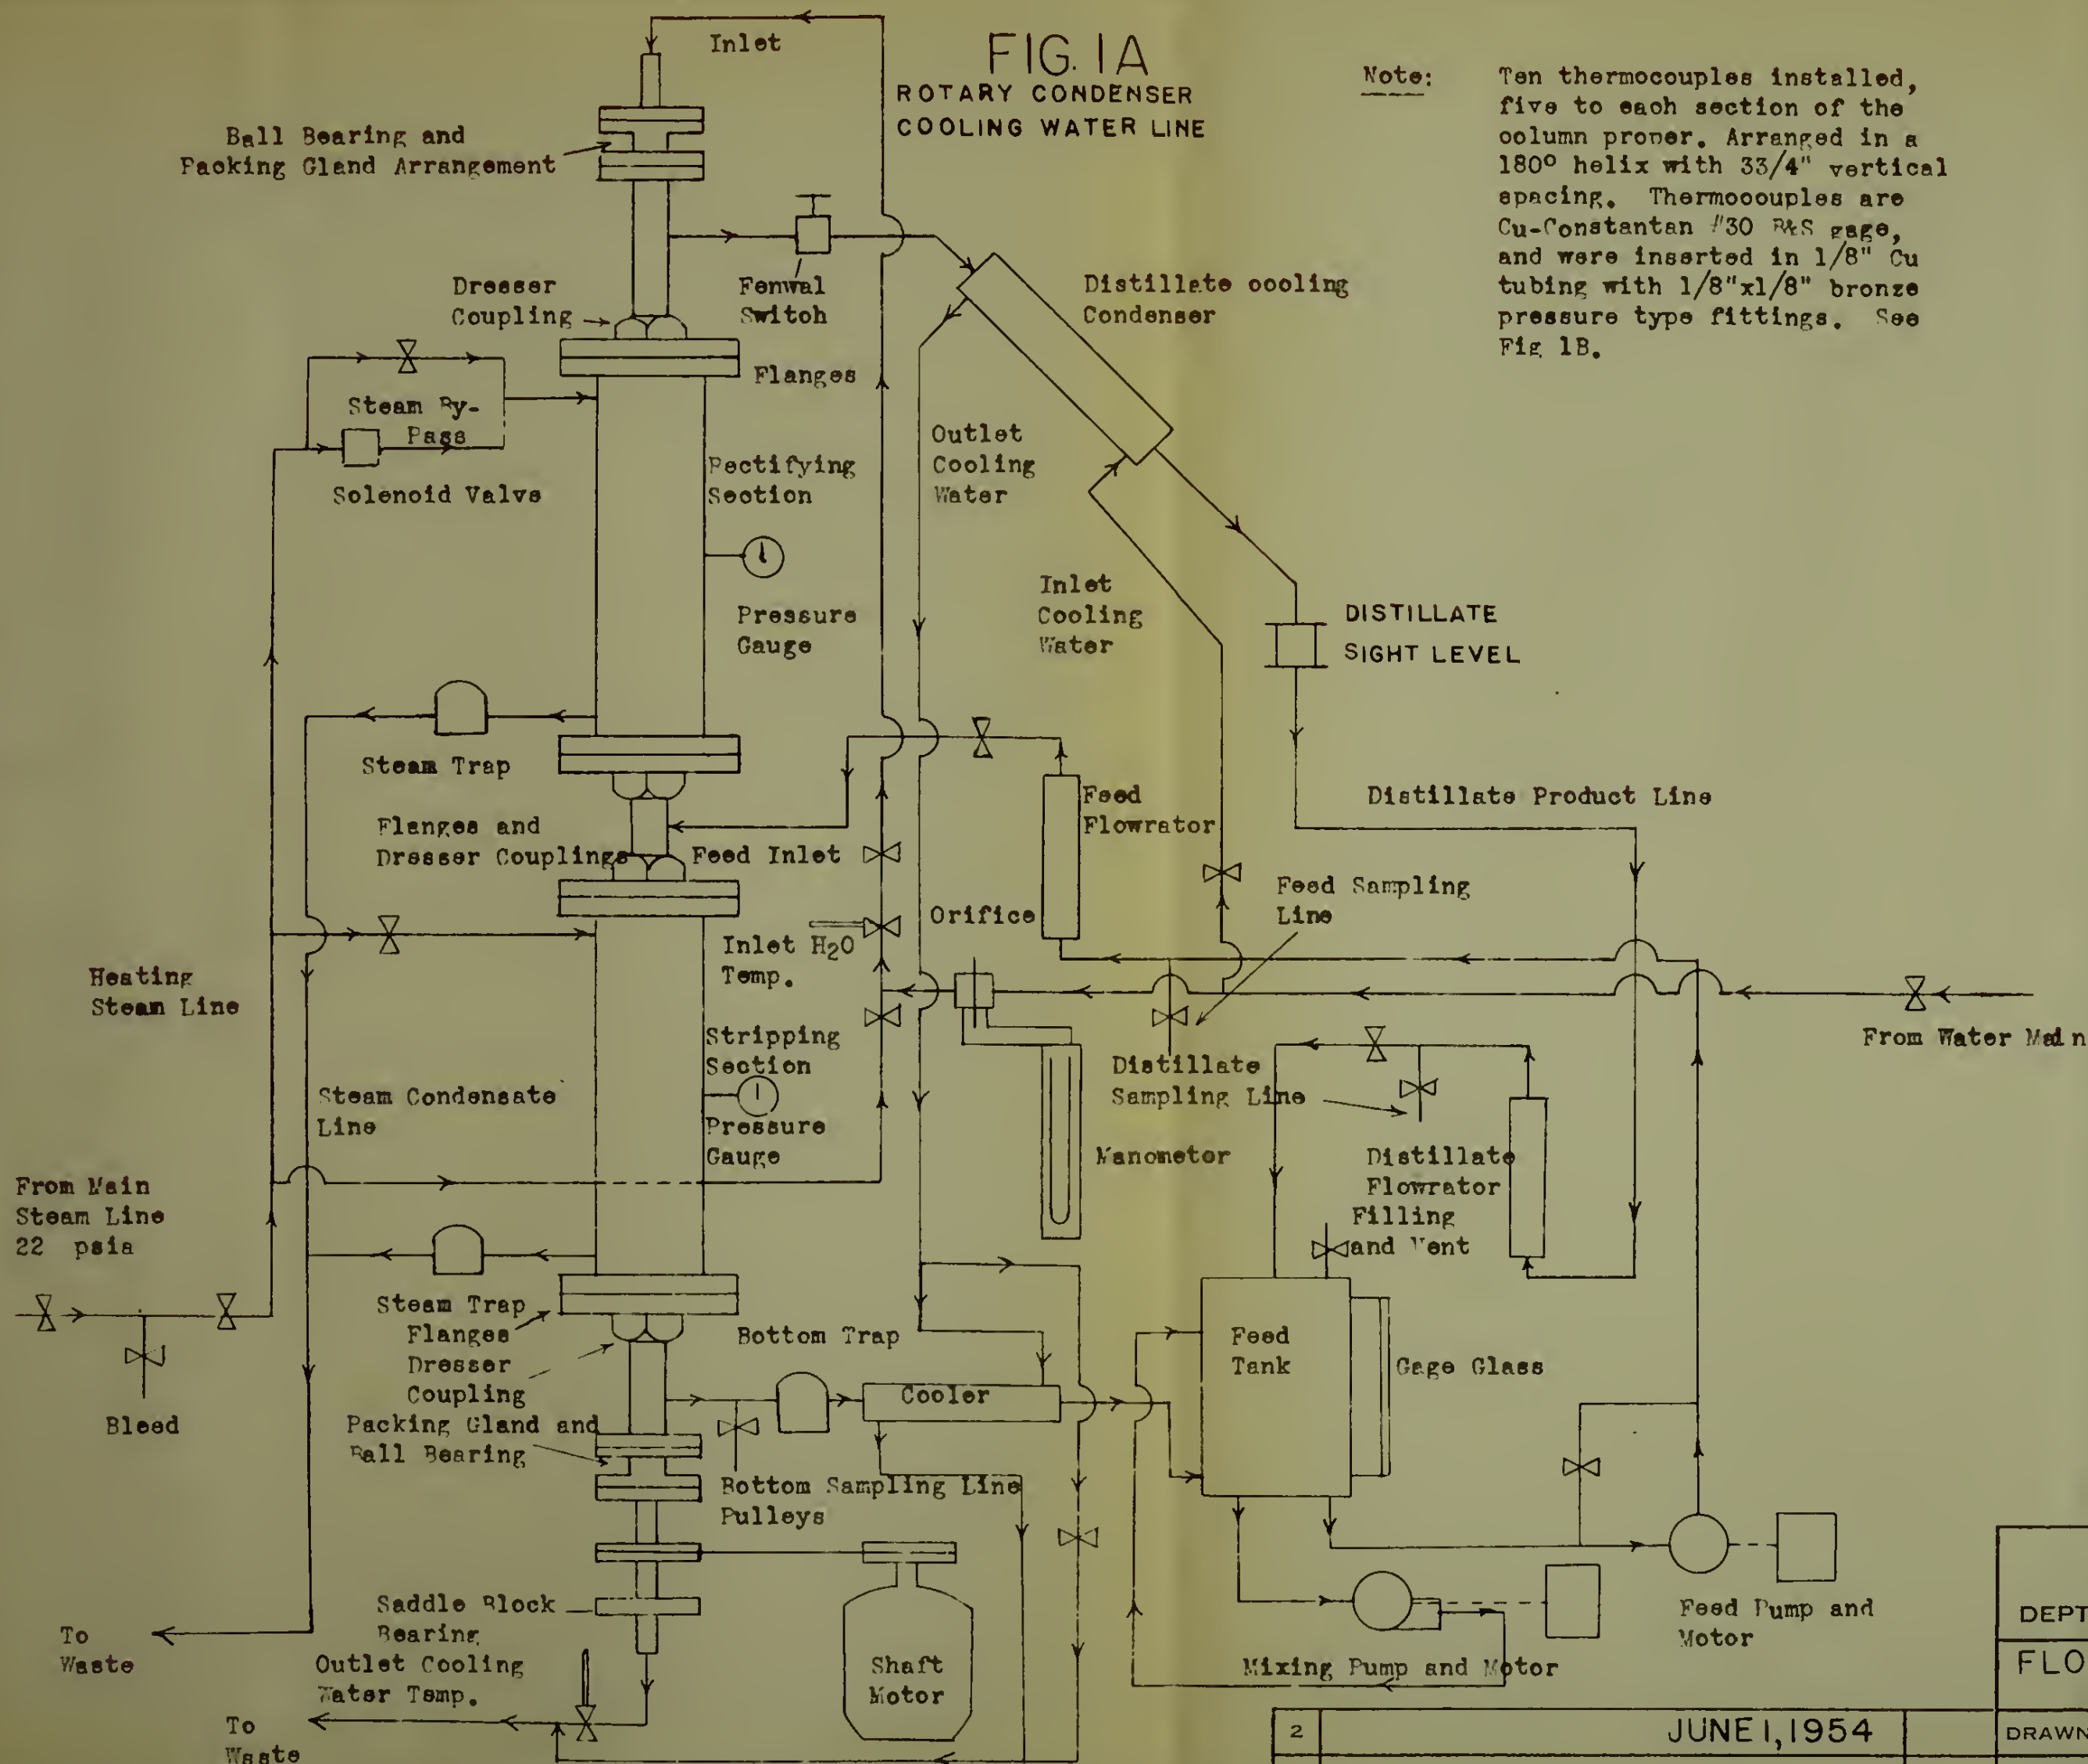 Inlet
FIG. 1A
ROTARY CONDENSER
COOLING WATER LINE
Note:
Ten thermocouples installed,
five to each section of the
column proper. Arranged in a
180° helix with 33/4" vertical
spacing. Thermocouples are
Cu-Constantan #30 B&S gage,
and were inserted in 1/8" Cu
tubing with 1/8"x1/8" bronze
pressure type fittings. See
Fig 1B.
Ball Bearing and
Packing Gland Arrangement
Dresser
Coupling
Fenwal
Switch
Distillate cooling
Condenser
Flanges
Steam By-
Pass
Solenoid Valve
Rectifying
Section
Outlet
Cooling
Water
Pressure
Gauge
Inlet
Cooling
Water
DISTILLATE
SIGHT LEVEL
Steam Trap
Distillate Product Line
Feed
Flowrator
Flanges and
Dresser Couplings
Feed Inlet
Feed Sampling
Line
Orifice
Inlet H2O
Temp.
Heating
Steam Line
From Water Main
Stripping
Section
Distillate
Sampling Line
Steam Condensate
Line
Pressure
Gauge
Manometor
Distillate
Flowrator
Filling
and Vent
From Main
Steam Line
22 psia
Steam Trap
Flanges
Dresser
Coupling
Bottom Trap
Feed
Tank
Gage Glass
Cooler
Bleed
Packing Gland and
Ball Bearing
Bottom Sampling Line
Pulleys
Saddle Block
Bearing
Feed Pump and
Motor
To
Waste
Outlet Cooling
Water Temp.
Shaft
Motor
Mixing Pump and Motor
To
Waste
DEPT
FLO
2
JUNE 1, 1954
DRAWN